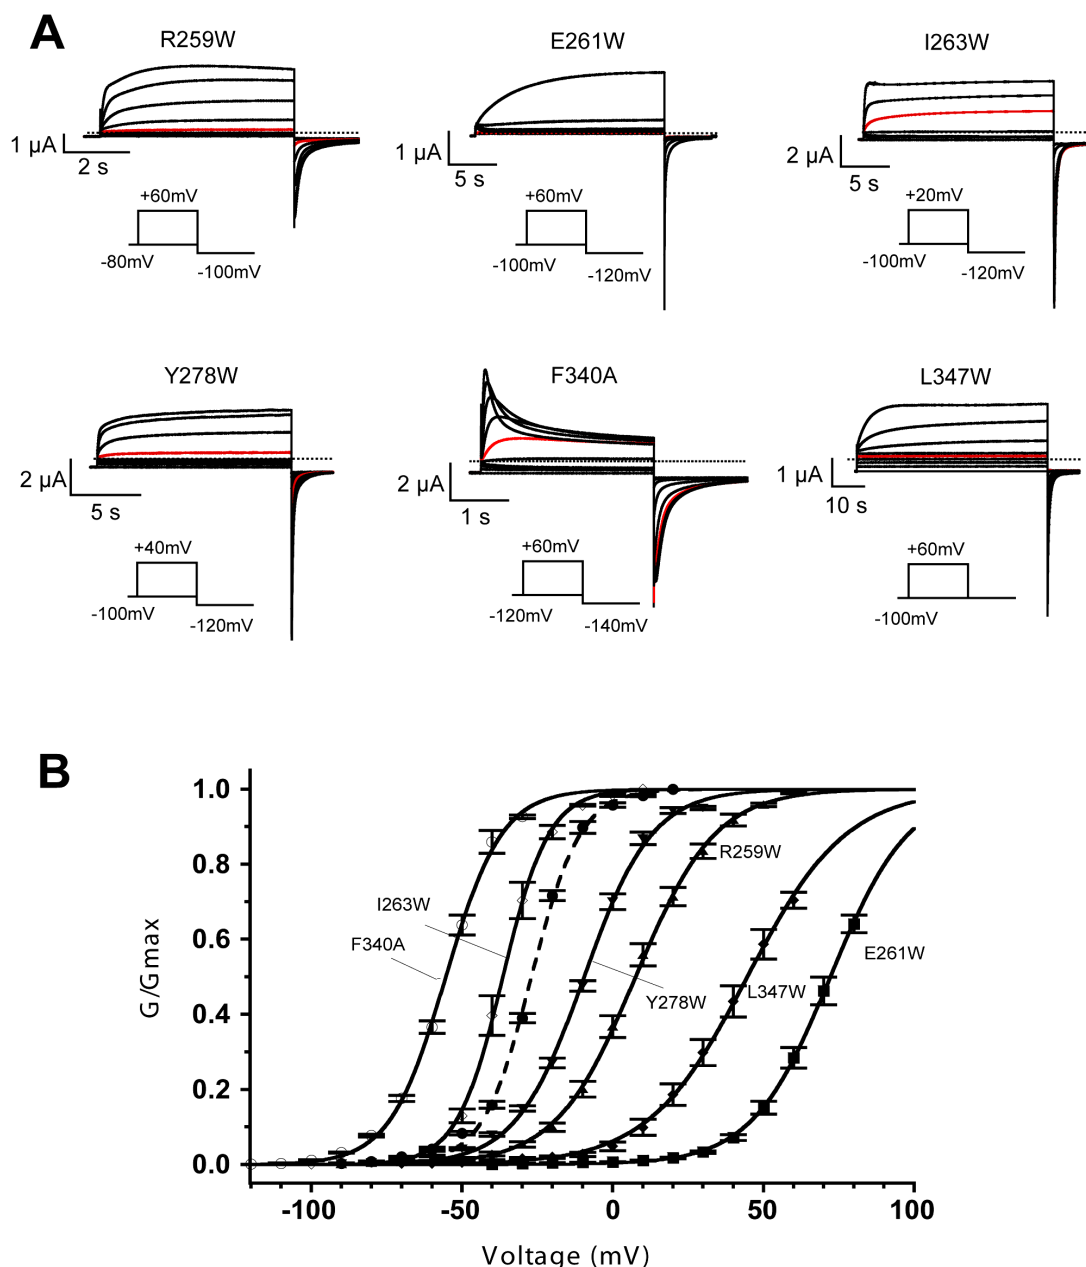 A
R259W
E261W
I263W
1 µA
2 s
1 µA
5 s
2 µA
5 s
+60mV
-80mV
-100mV
+60mV
-100mV
-120mV
+20mV
-100mV
-120mV
Y278W
F340A
L347W
2 µA
5 s
2 µA
1 s
1 µA
10 s
+40mV
-100mV
-120mV
+60mV
-120mV
-140mV
+60mV
-100mV
B
G/Gmax
1.0
0.8
0.6
0.4
0.2
0.0
R259W
I263W
F340A
E261W
Y278W
L347W
-100
-50
0
50
100
Voltage (mV)